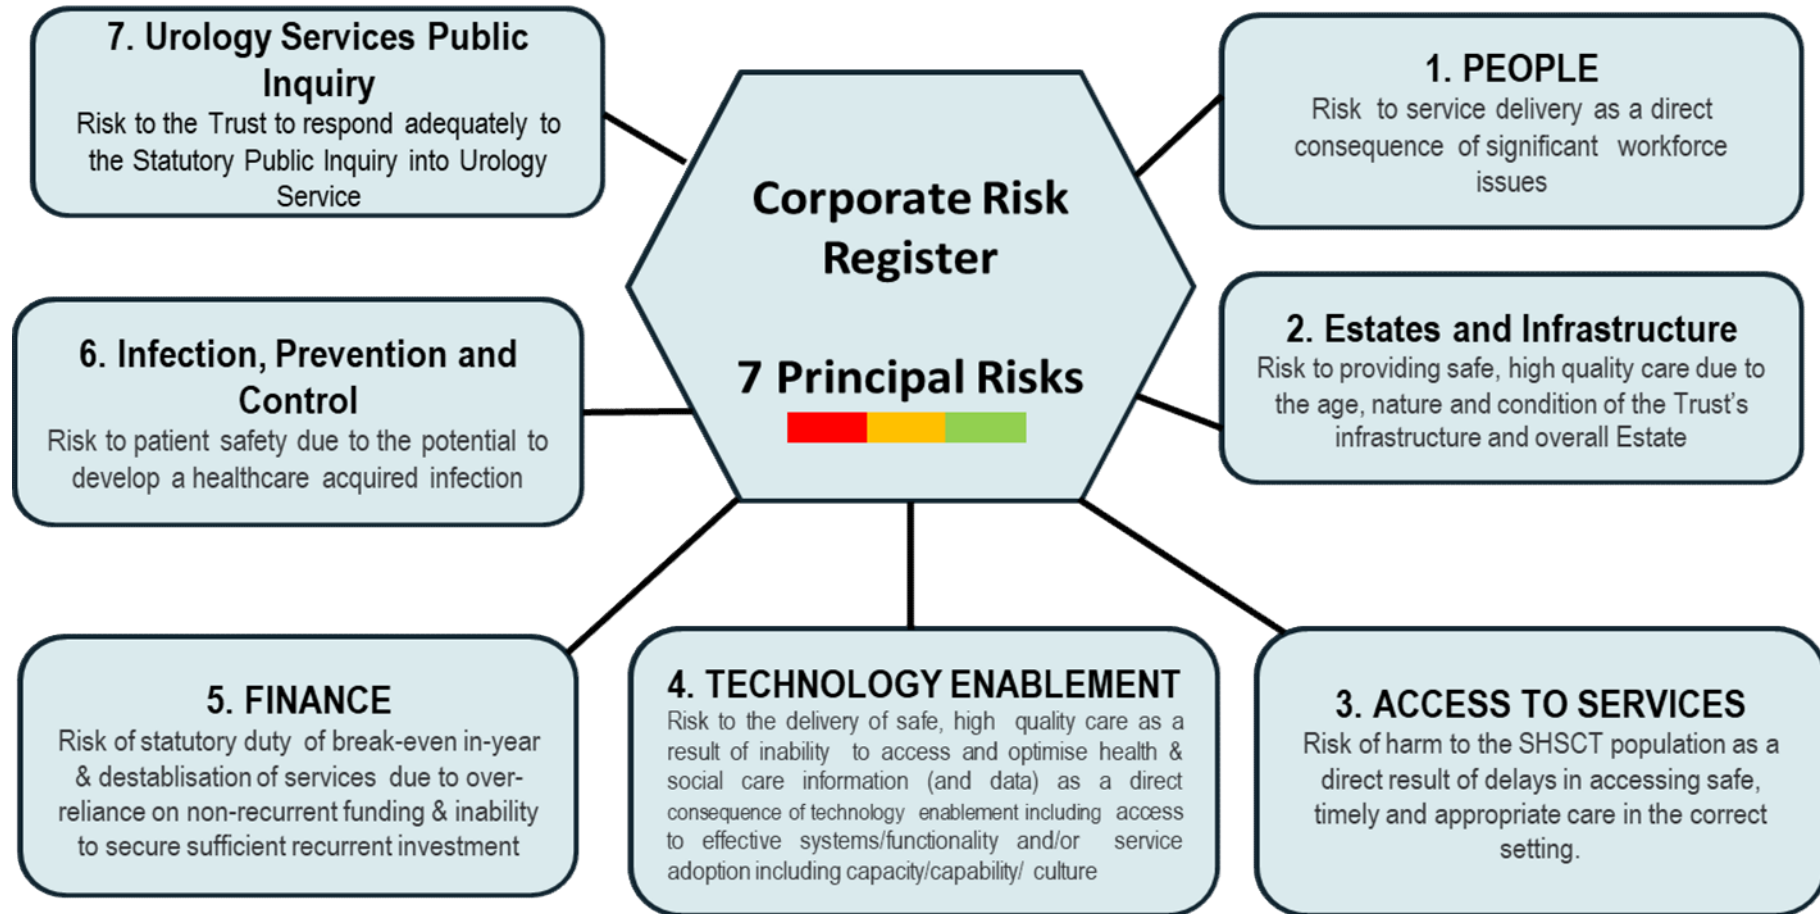 Corporate Risk
Register
7 Principal Risks
1. PEOPLE
Risk to service delivery as a direct
consequence of significant workforce
issues
2. Estates and Infrastructure
Risk to providing safe, high quality care due to
the age, nature and condition of the Trust’s
infrastructure and overall Estate
3. ACCESS TO SERVICES
Risk of harm to the SHSCT population as a
direct result of delays in accessing safe,
timely and appropriate care in the correct
setting.
4. TECHNOLOGY ENABLEMENT
Risk to the delivery of safe, high quality care as a
result of inability to access and optimise health &
social care information (and data) as a direct
consequence of technology enablement including access
to effective systems/functionality and/or service
adoption including capacity/capability/ culture
5. FINANCE
Risk of statutory duty of break-even in-year
& destablisation of services due to over-
reliance on non-recurrent funding & inability
to secure sufficient recurrent investment
6. Infection, Prevention and
Control
Risk to patient safety due to the potential to
develop a healthcare acquired infection
7. Urology Services Public
Inquiry
Risk to the Trust to respond adequately to
the Statutory Public Inquiry into Urology
Service